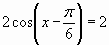 2cos(x − π/6) = 2